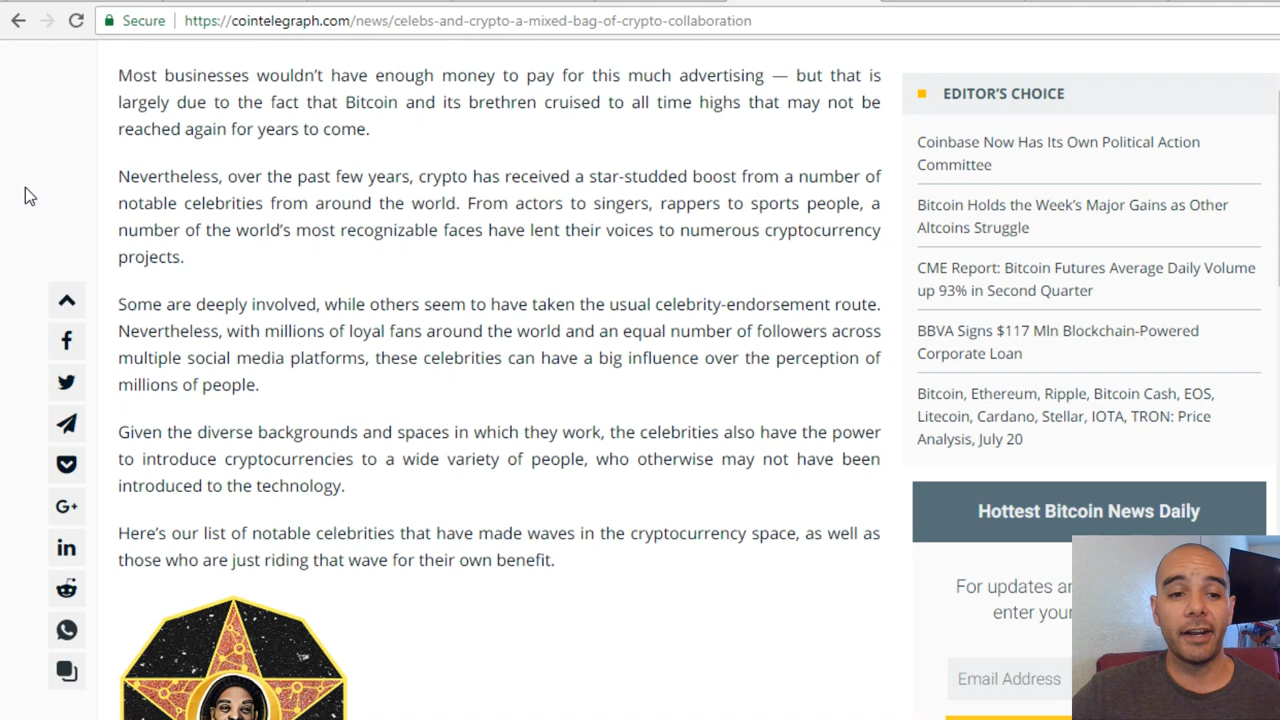 Secure
https://cointelegraph.com/news/celebs-and-crypto-a-mixed-bag-of-crypto-collaboration
Most businesses wouldn't have enough money to pay for this much advertising — but that is
largely due to the fact that Bitcoin and its brethren cruised to all time highs that may not be
reached again for years to come.
Nevertheless, over the past few years, crypto has received a star-studded boost from a number of
notable celebrities from around the world. From actors to singers, rappers to sports people, a
number of the world's most recognizable faces have lent their voices to numerous cryptocurrency
projects.
Some are deeply involved, while others seem to have taken the usual celebrity-endorsement route.
Nevertheless, with millions of loyal fans around the world and an equal number of followers across
multiple social media platforms, these celebrities can have a big influence over the perception of
millions of people.
Given the diverse backgrounds and spaces in which they work, the celebrities also have the power
to introduce cryptocurrencies to a wide variety of people, who otherwise may not have been
introduced to the technology.
Here's our list of notable celebrities that have made waves in the cryptocurrency space, as well as
those who are just riding that wave for their own benefit.
G+
in
EDITOR'S CHOICE
Coinbase Now Has Its Own Political Action
Committee
Bitcoin Holds the Week's Major Gains as Other
Altcoins Struggle
CME Report: Bitcoin Futures Average Daily Volume
up 93% in Second Quarter
BBVA Signs $117 Mln Blockchain-Powered
Corporate Loan
Bitcoin, Ethereum, Ripple, Bitcoin Cash, EOS,
Litecoin, Cardano, Stellar, IOTA, TRON: Price
Analysis, July 20
Hottest Bitcoin News Daily
For updates
enter your
Email Address